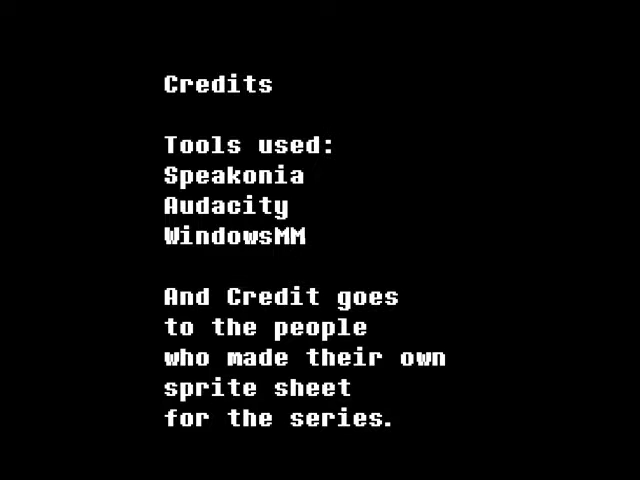 Credits
Tools used:
Speakonia
Audacity
WindowsMM
And Credit goes
to the people
who made their own
sprite sheet
for the series.